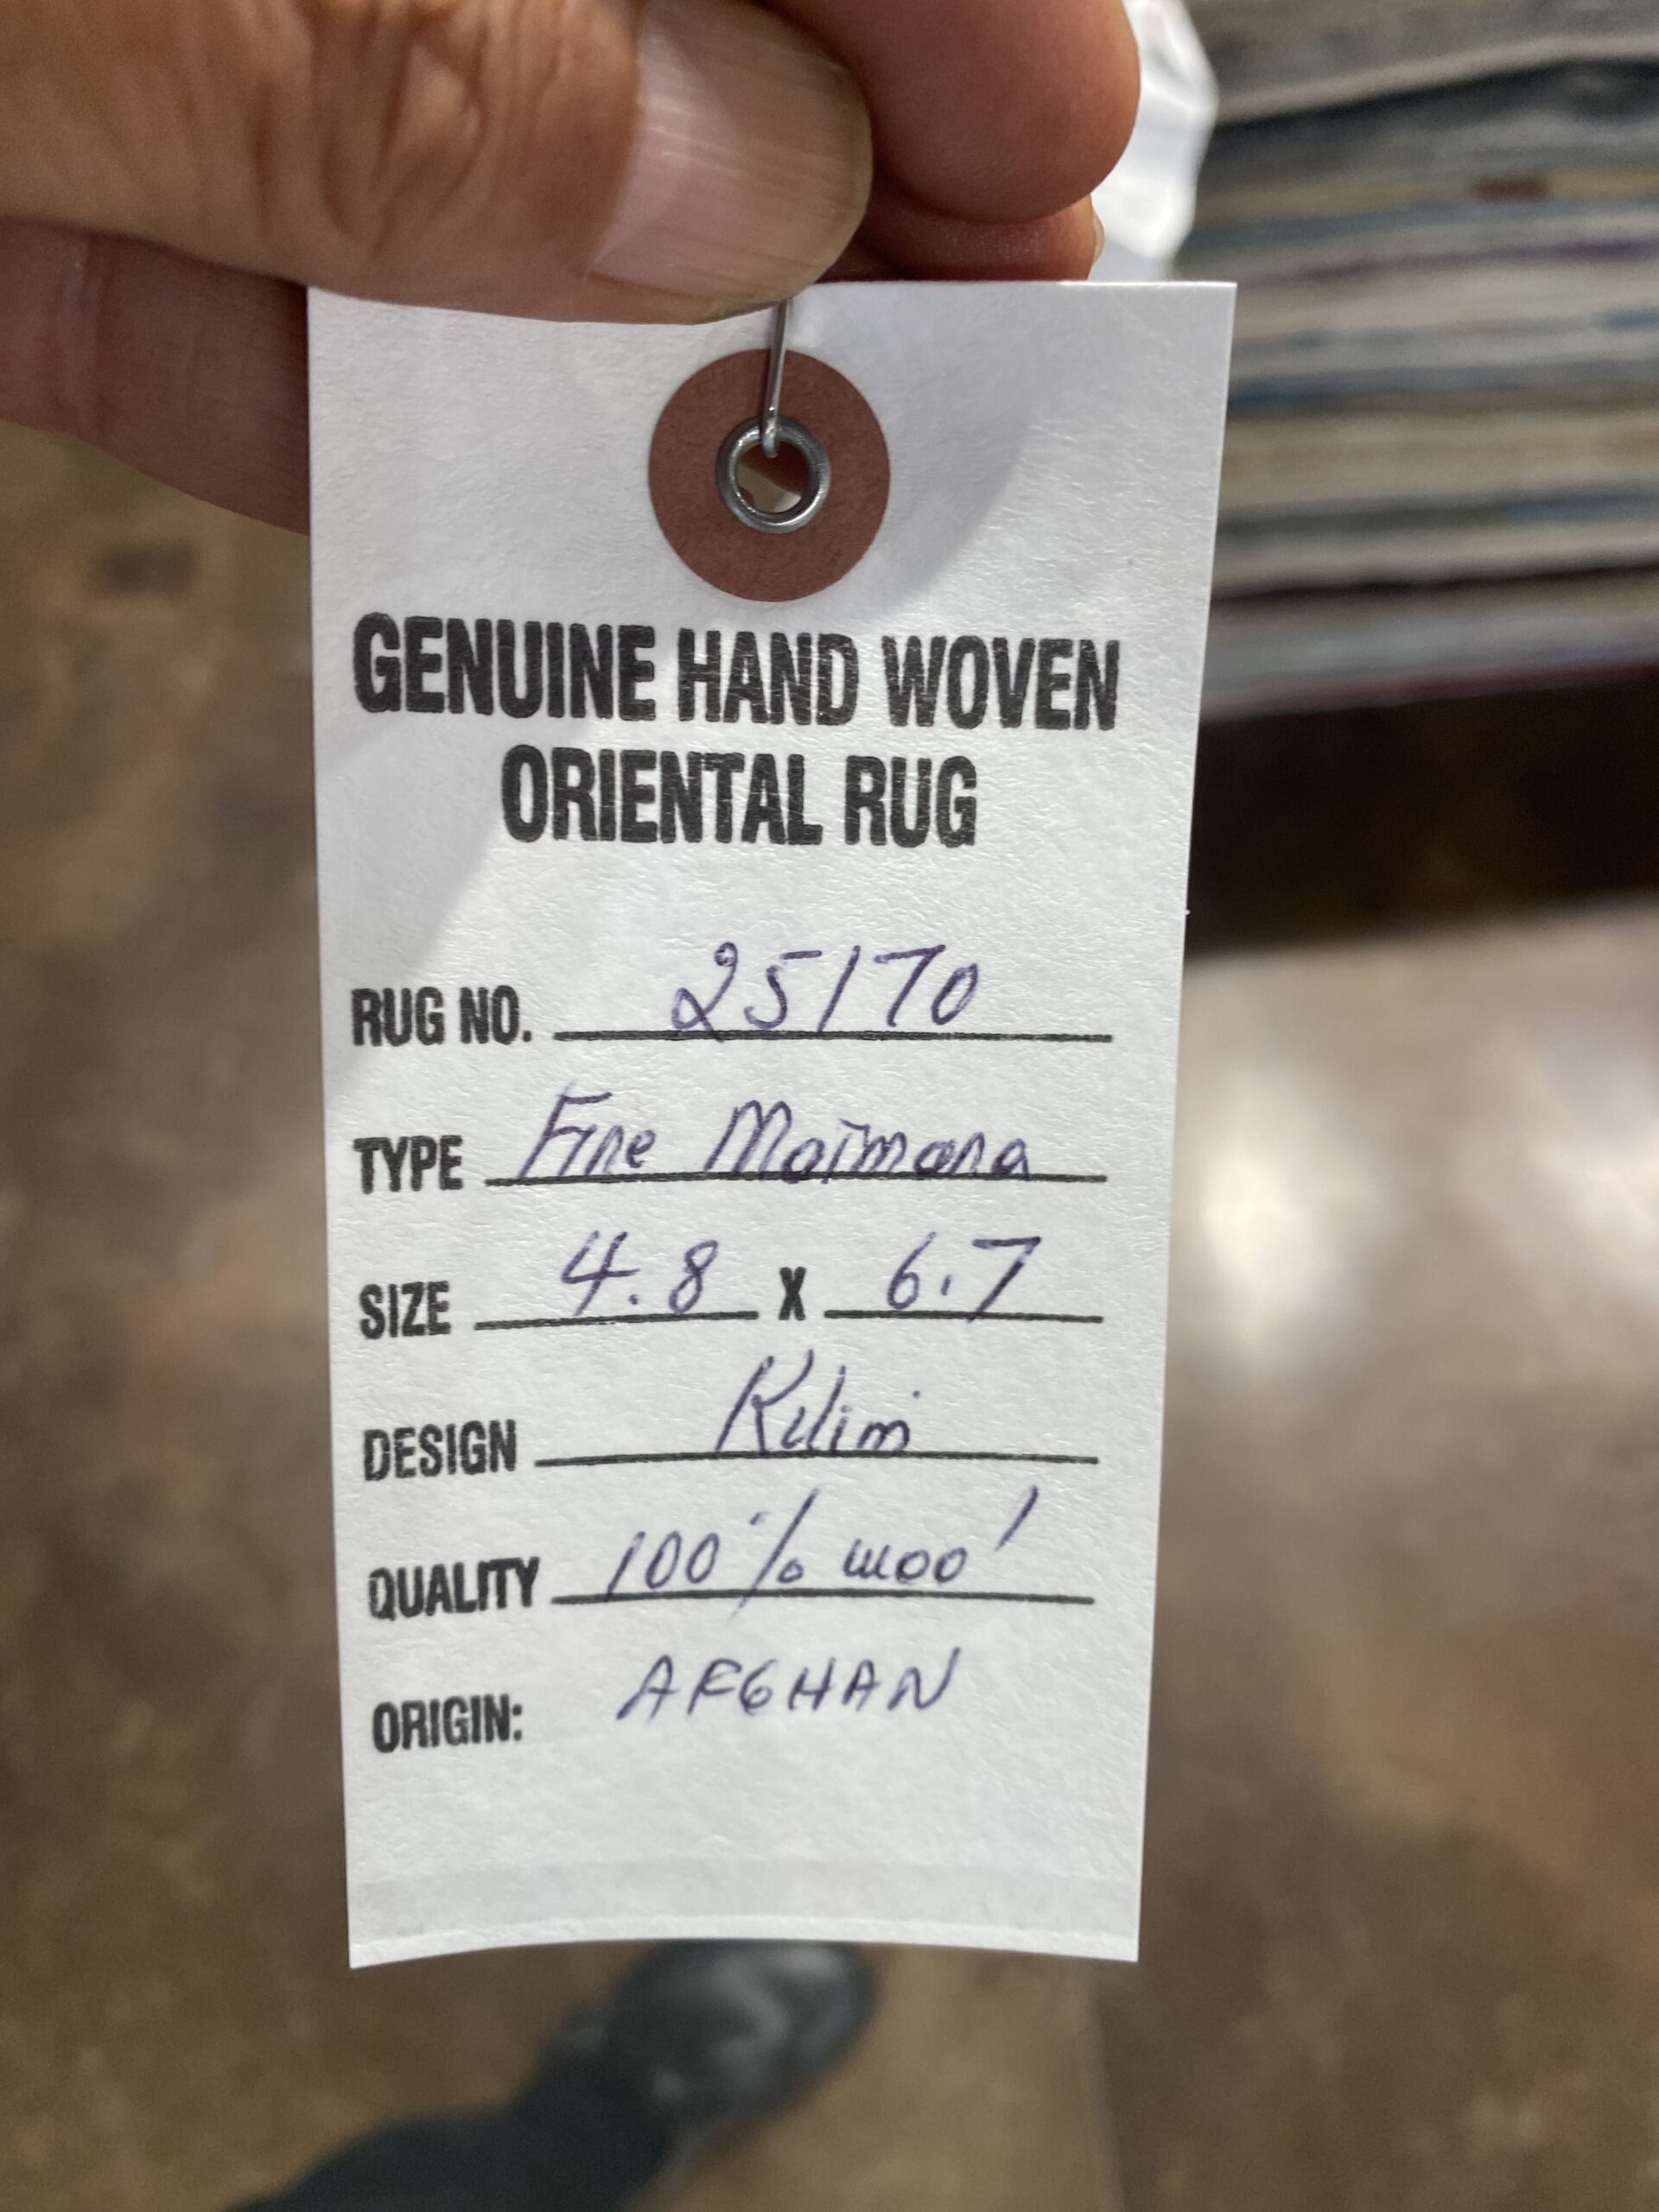 GENUINE HAND WOVEN
ORIENTAL RUG
RUG NO. 25170
TYPE Fine Maimana
SIZE 4.8 X 6.7
DESIGN Kilim
QUALITY 100% wool
ORIGIN: AFGHAN